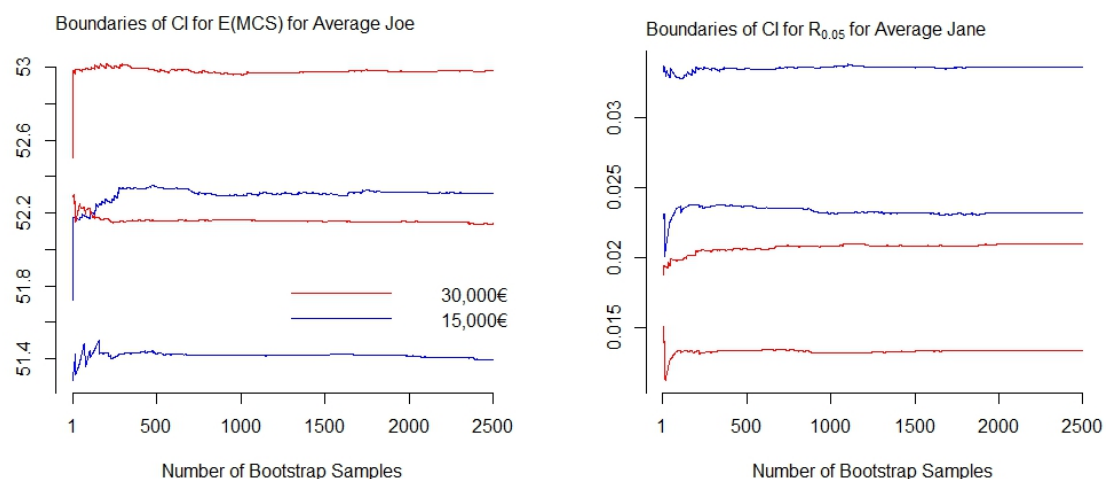 Boundaries of CI for E(MCS) for Average Joe
53
52.6
52.2
51.8
51.4
30,000€
15,000€
1 500 1000 1500 2000 2500
Number of Bootstrap Samples
Boundaries of CI for R0.05 for Average Jane
0.03
0.025
0.02
0.015
1 500 1000 1500 2000 2500
Number of Bootstrap Samples